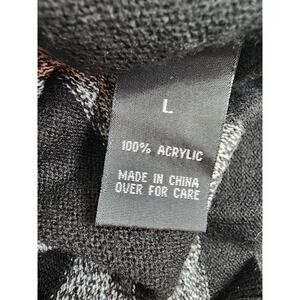 L
100% ACRYLIC
MADE IN CHINA
OVER FOR CARE